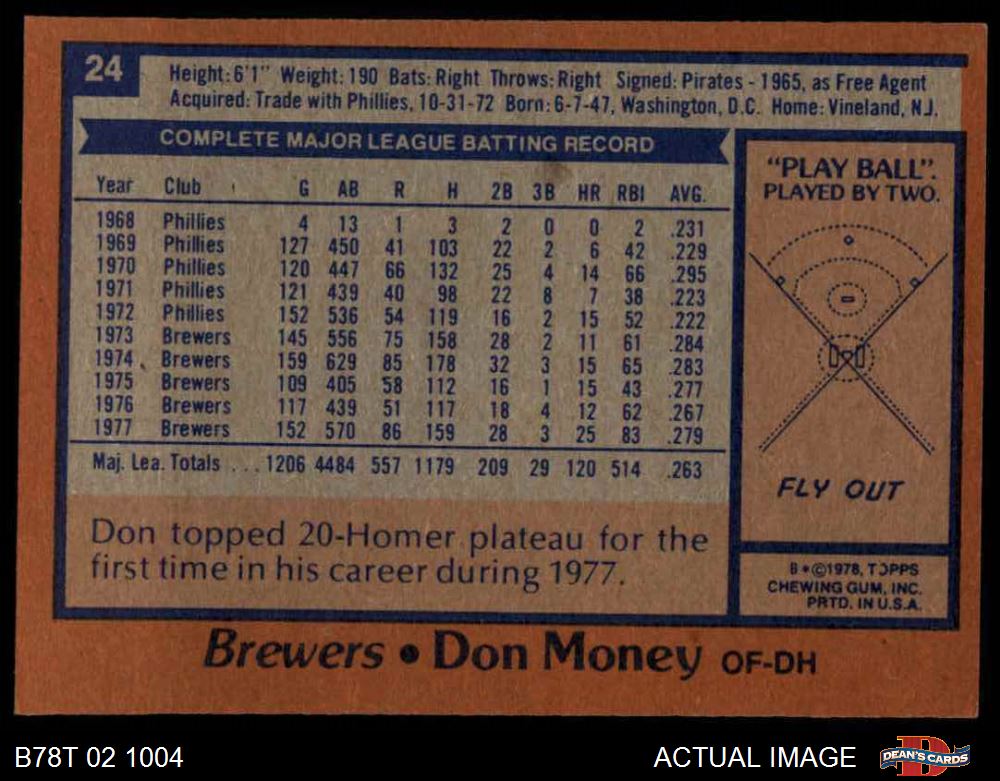 24
Height: 6'1" Weight: 190 Bats: Right Throws: Right Signed: Pirates - 1965, as Free Agent
Acquired: Trade with Phillies, 10-31-72 Born: 6-7-47, Washington, D.C. Home: Vineland, N.J.
COMPLETE MAJOR LEAGUE BATTING RECORD
Year Club G AB R H 2B 3B HR RBI AVG.
1968 Phillies 4 13 1 3 2 0 0 2 .231
1969 Phillies 127 450 41 103 22 2 6 42 .229
1970 Phillies 120 447 66 132 25 4 14 66 .295
1971 Phillies 121 439 40 98 22 8 7 38 .223
1972 Phillies 152 536 54 119 16 2 15 52 .222
1973 Brewers 145 556 75 158 28 2 11 61 .284
1974 Brewers 159 629 85 178 32 3 15 65 .283
1975 Brewers 109 405 58 112 16 1 15 43 .277
1976 Brewers 117 439 51 117 18 4 12 62 .267
1977 Brewers 152 570 86 159 28 3 25 83 .279
Maj. Lea. Totals ... 1206 4484 557 1179 209 29 120 514 .263
Don topped 20-Homer plateau for the
first time in his career during 1977.
"PLAY BALL".
PLAYED BY TWO.
FLY OUT
B*©1978, TOPPS
CHEWING GUM, INC.
PRTD. IN U.S.A.
Brewers • Don Money OF-DH
B78T 02 1004
ACTUAL IMAGE
DEAN'S CARDS